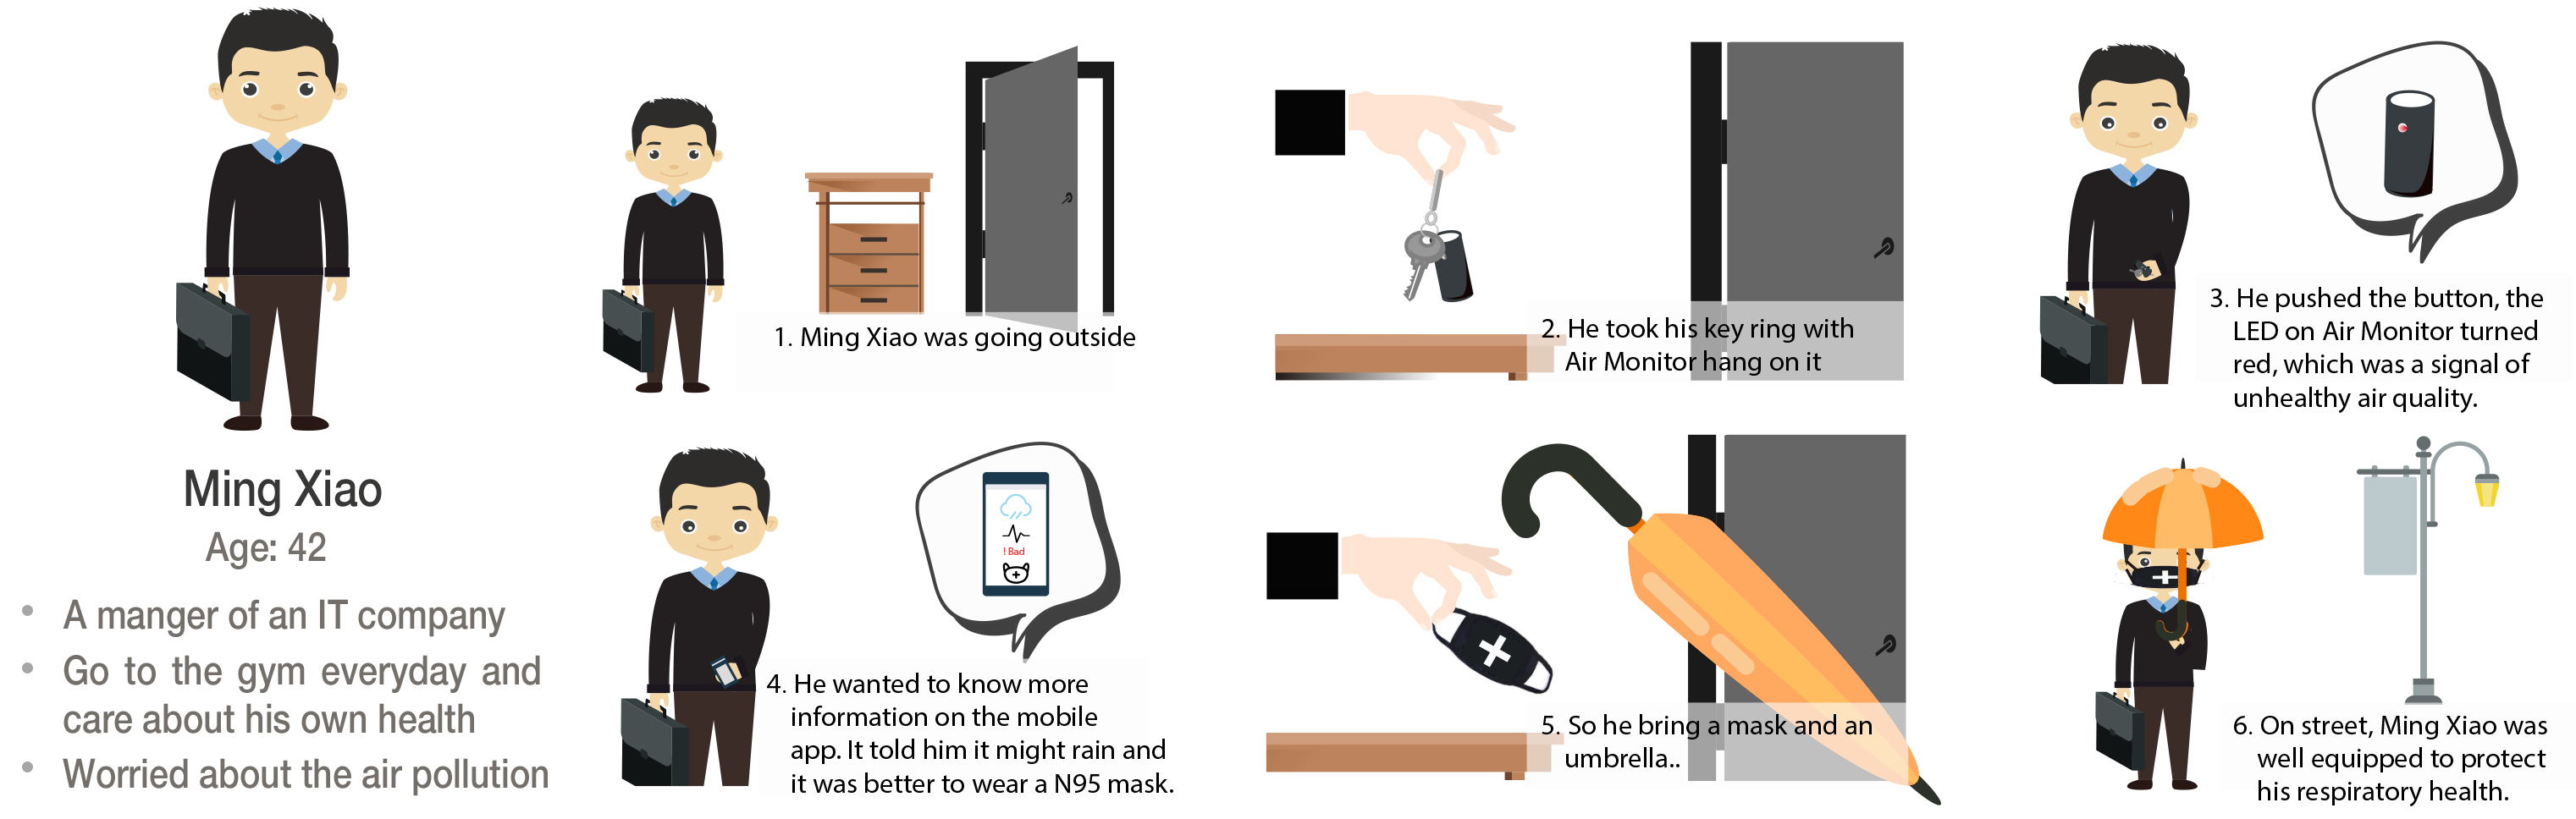 Ming Xiao
Age: 42
• A manger of an IT company
• Go to the gym everyday and
care about his own health
• Worried about the air pollution
1. Ming Xiao was going outside
2. He took his key ring with
Air Monitor hang on it
3. He pushed the button, the
LED on Air Monitor turned
red, which was a signal of
unhealthy air quality.
! Bad
4. He wanted to know more
information on the mobile
app. It told him it might rain and
it was better to wear a N95 mask.
5. So he bring a mask and an
umbrella..
6. On street, Ming Xiao was
well equipped to protect
his respiratory health.